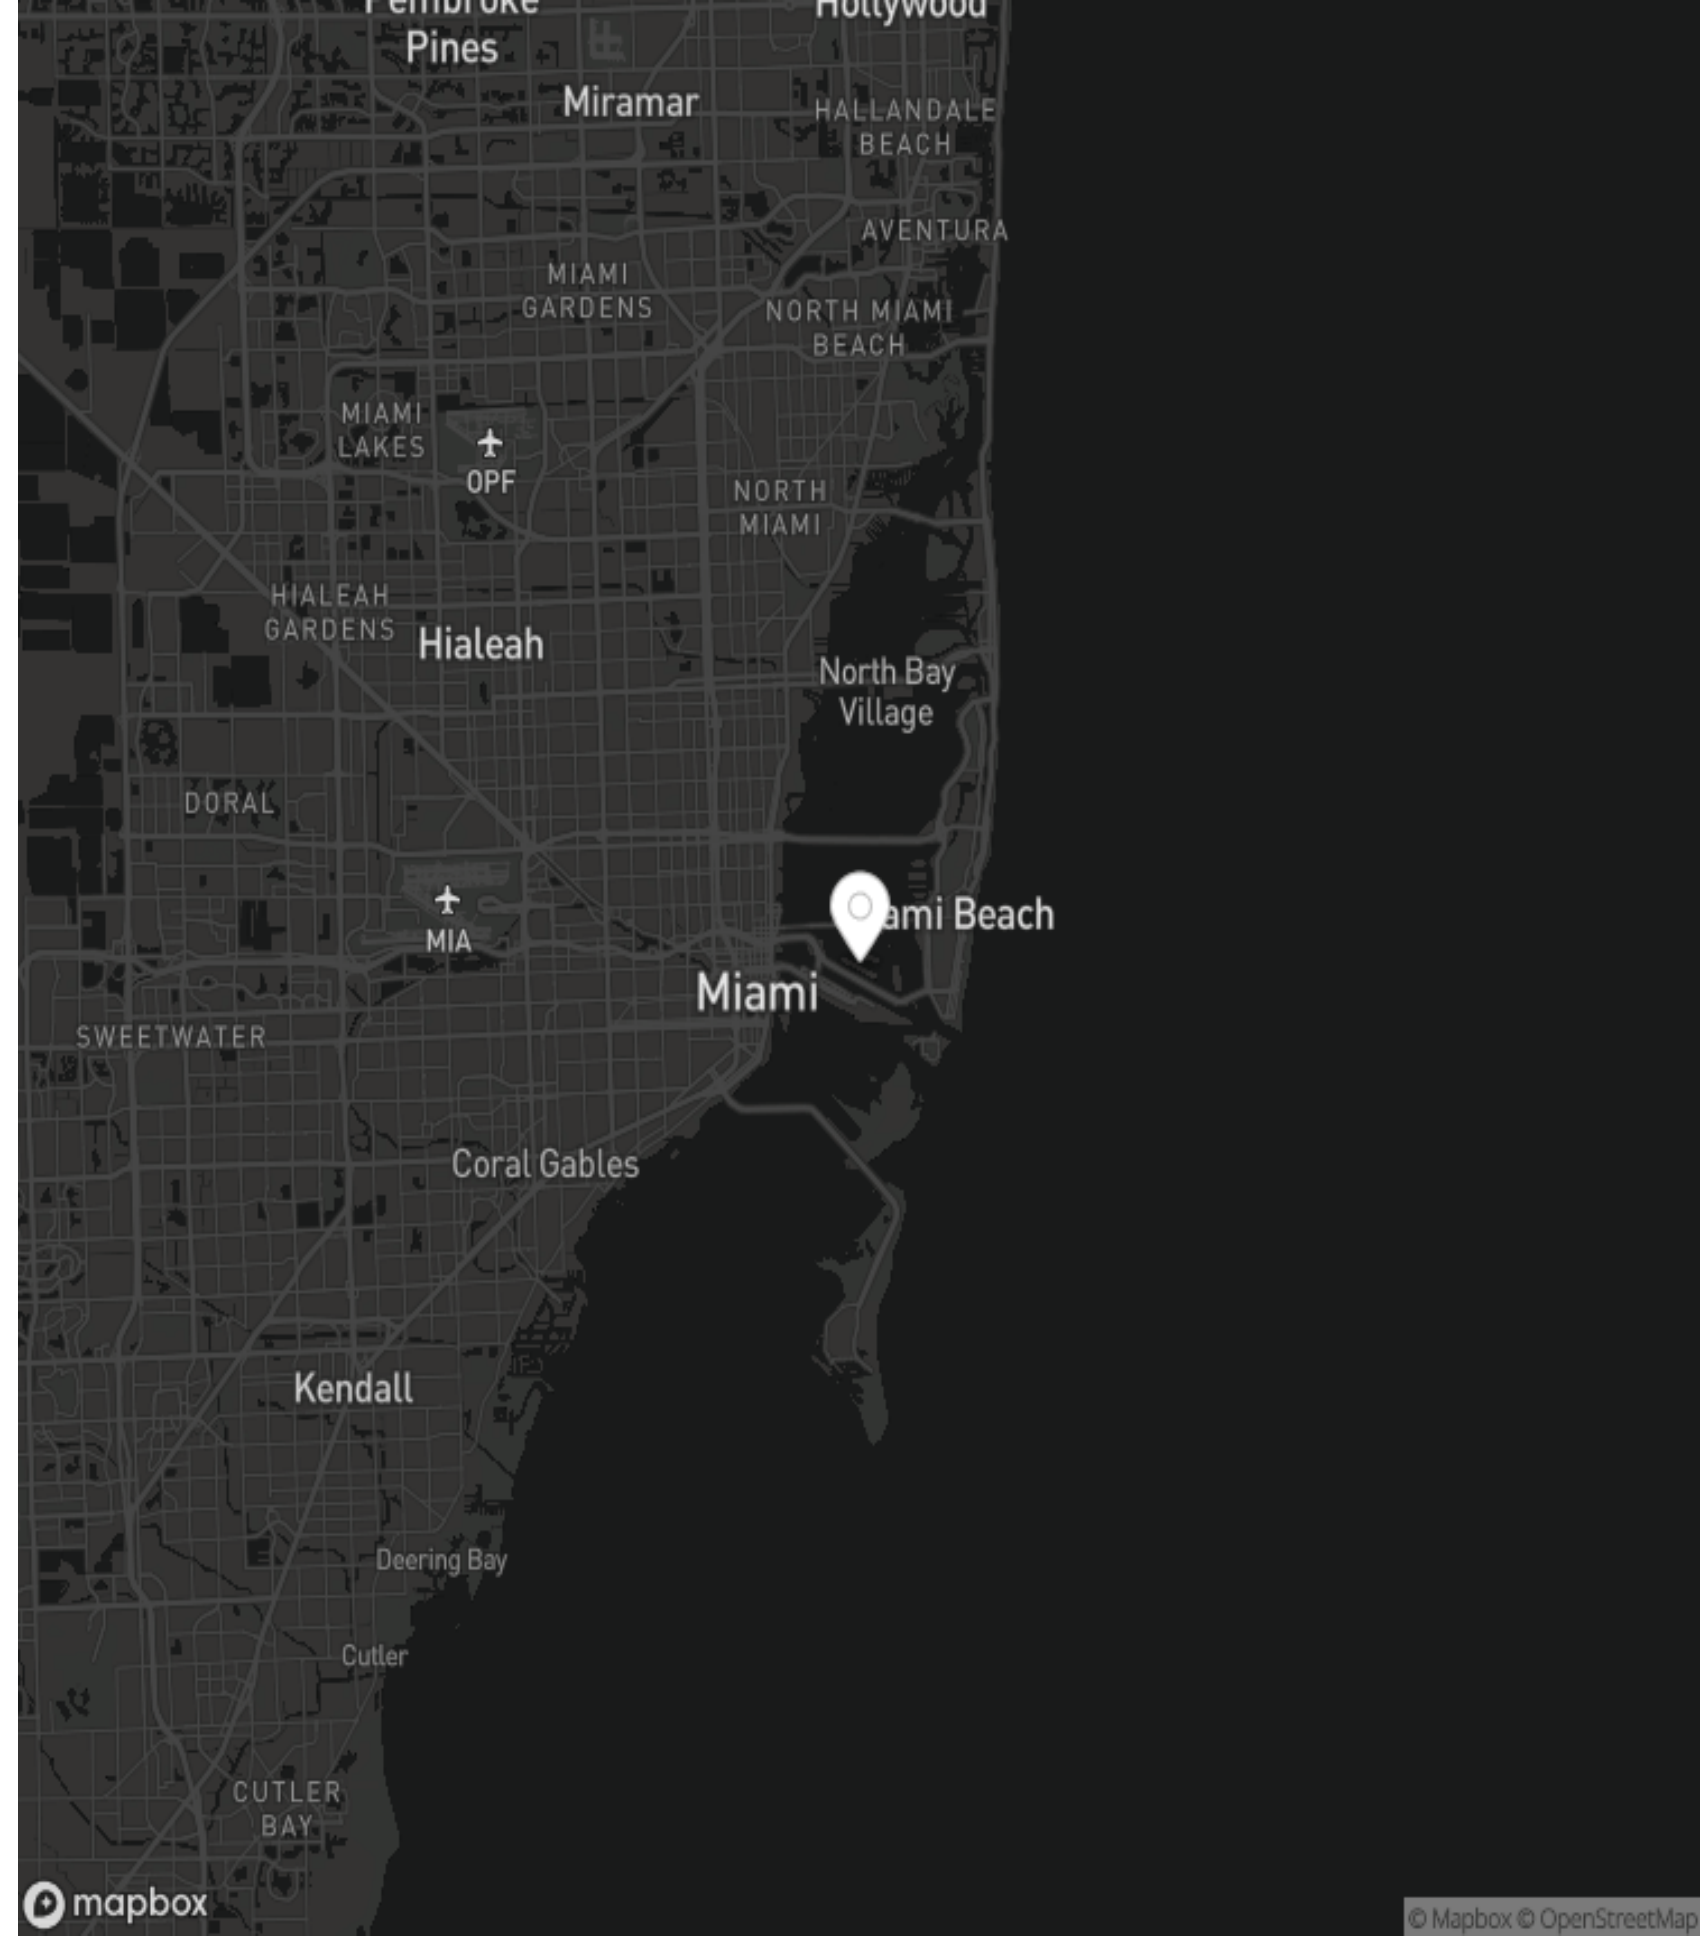 Pembroke
Pines
Hollywood
Miramar
HALLANDALE
BEACH
AVENTURA
MIAMI
GARDENS
NORTH MIAMI
BEACH
MIAMI
LAKES
OPF
NORTH
MIAMI
HIALEAH
GARDENS
Hialeah
North Bay
Village
DORAL
MIA
ami Beach
Miami
SWEETWATER
Coral Gables
Kendall
Deering Bay
Cutler
CUTLER
BAY
mapbox
© Mapbox © OpenStreetMap